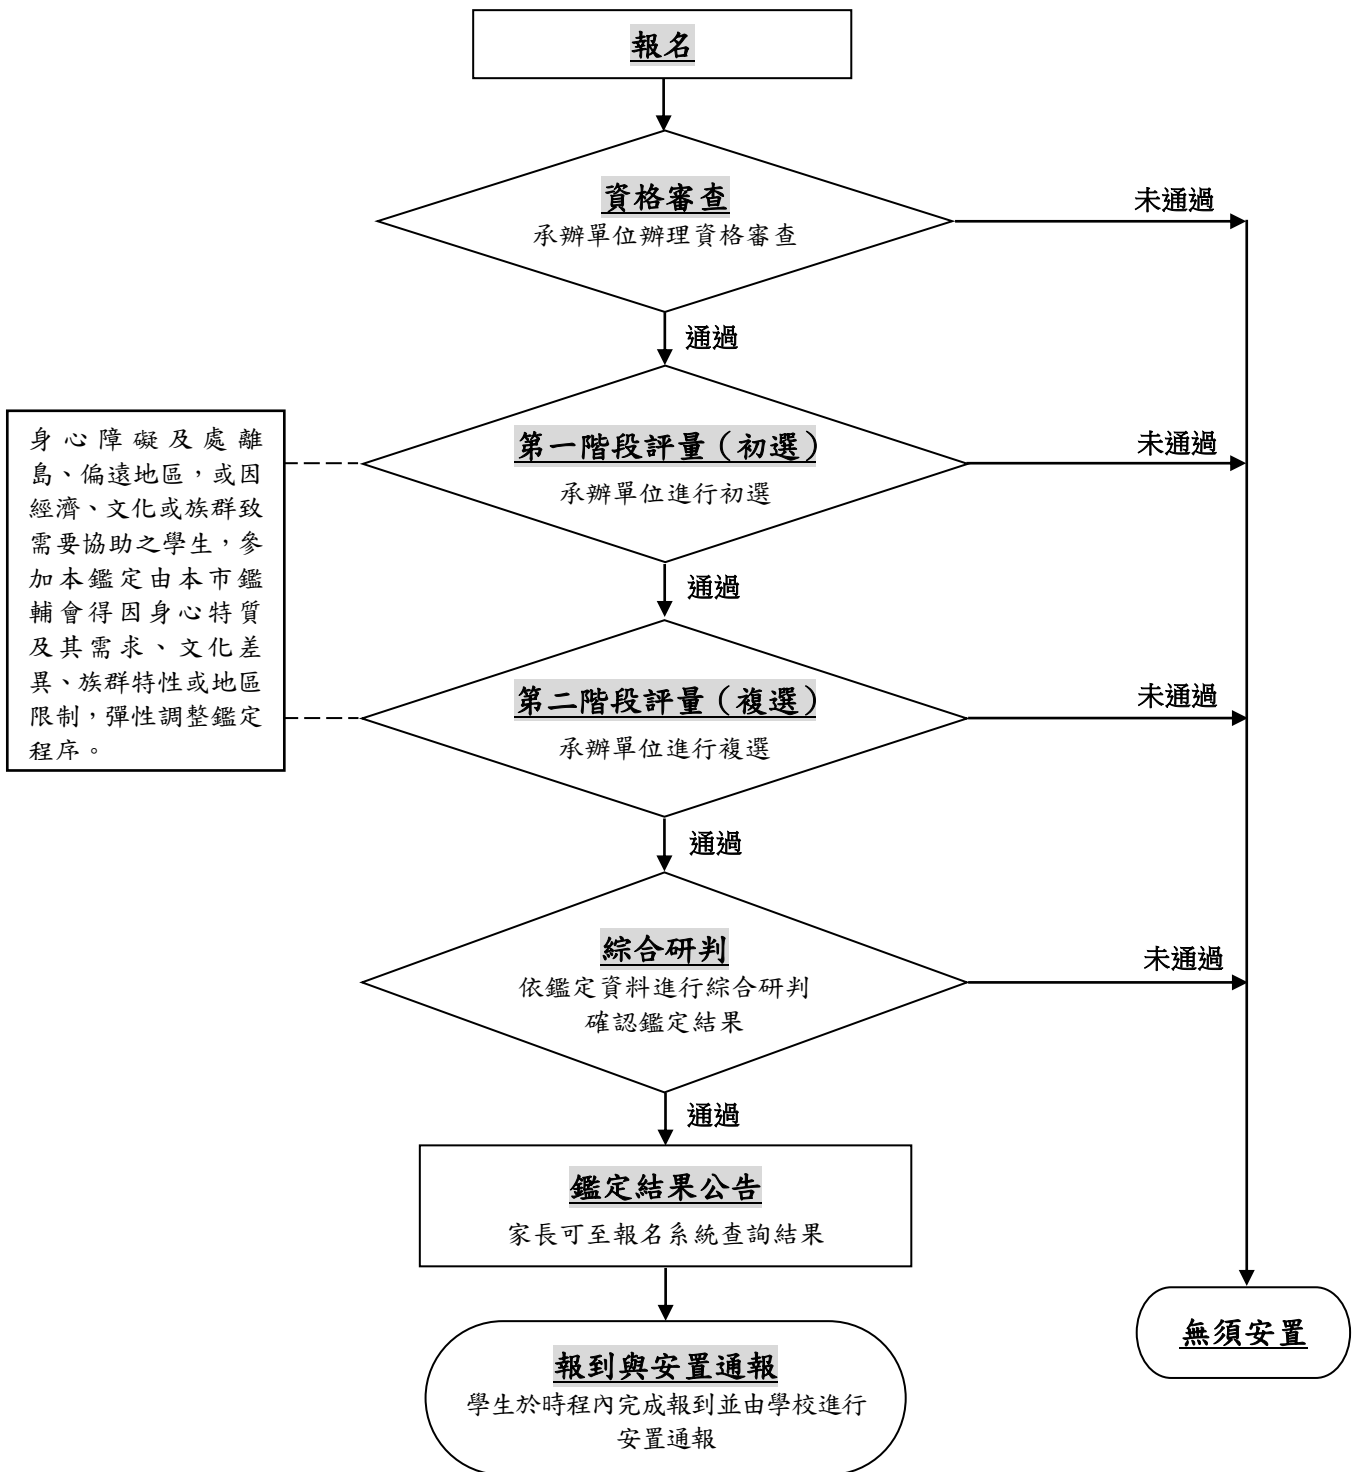 報名
資格審查
承辦單位辦理資格審查
未通過
通過
第一階段評量（初選）
承辦單位進行初選
未通過
身心障礙及處離
島、偏遠地區，或因
經濟、文化或族群致
需要協助之學生，參
加本鑑定由本市鑑
輔會得因身心特質
及其需求、文化差
異、族群特性或地區
限制，彈性調整鑑定
程序。
通過
第二階段評量（複選）
承辦單位進行複選
未通過
通過
綜合研判
依鑑定資料進行綜合研判
確認鑑定結果
未通過
通過
鑑定結果公告
家長可至報名系統查詢結果
無須安置
報到與安置通報
學生於時程內完成報到並由學校進行
安置通報